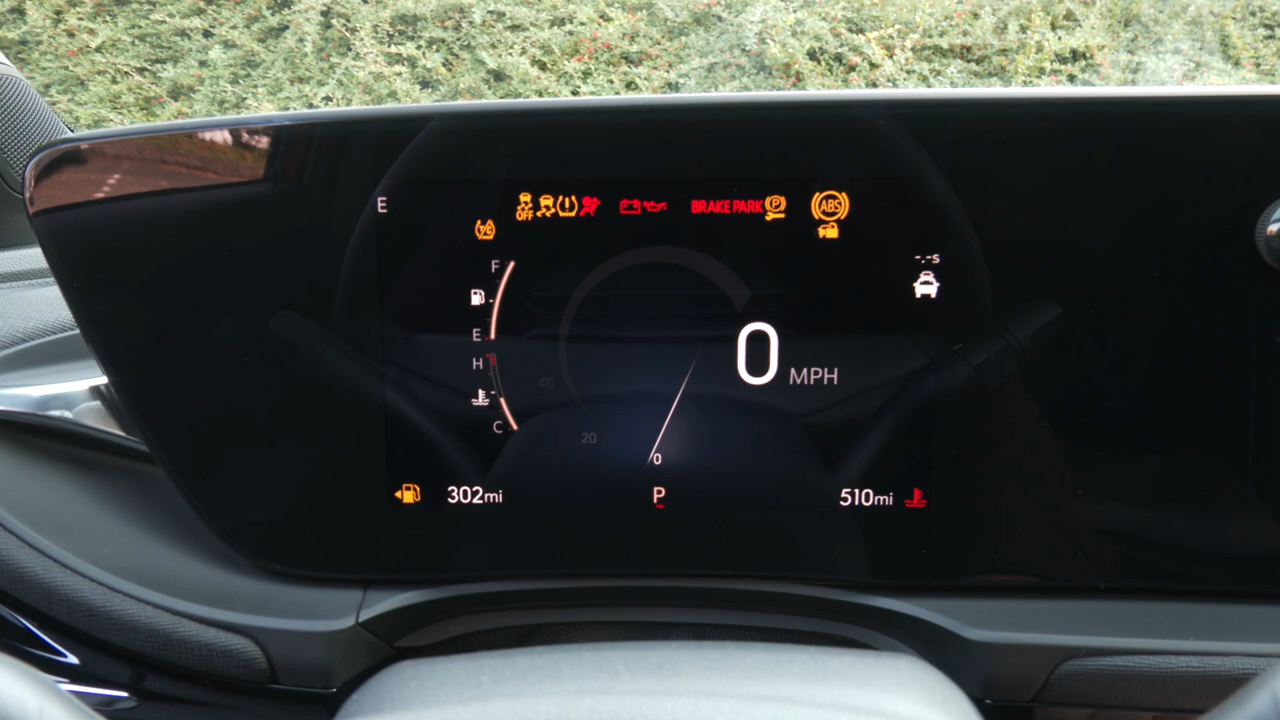 E
OFF
BRAKE PARK
P
ABS
T/C
-.-s
F
E
H
C
0 MPH
40
20
0
302mi
P
510mi